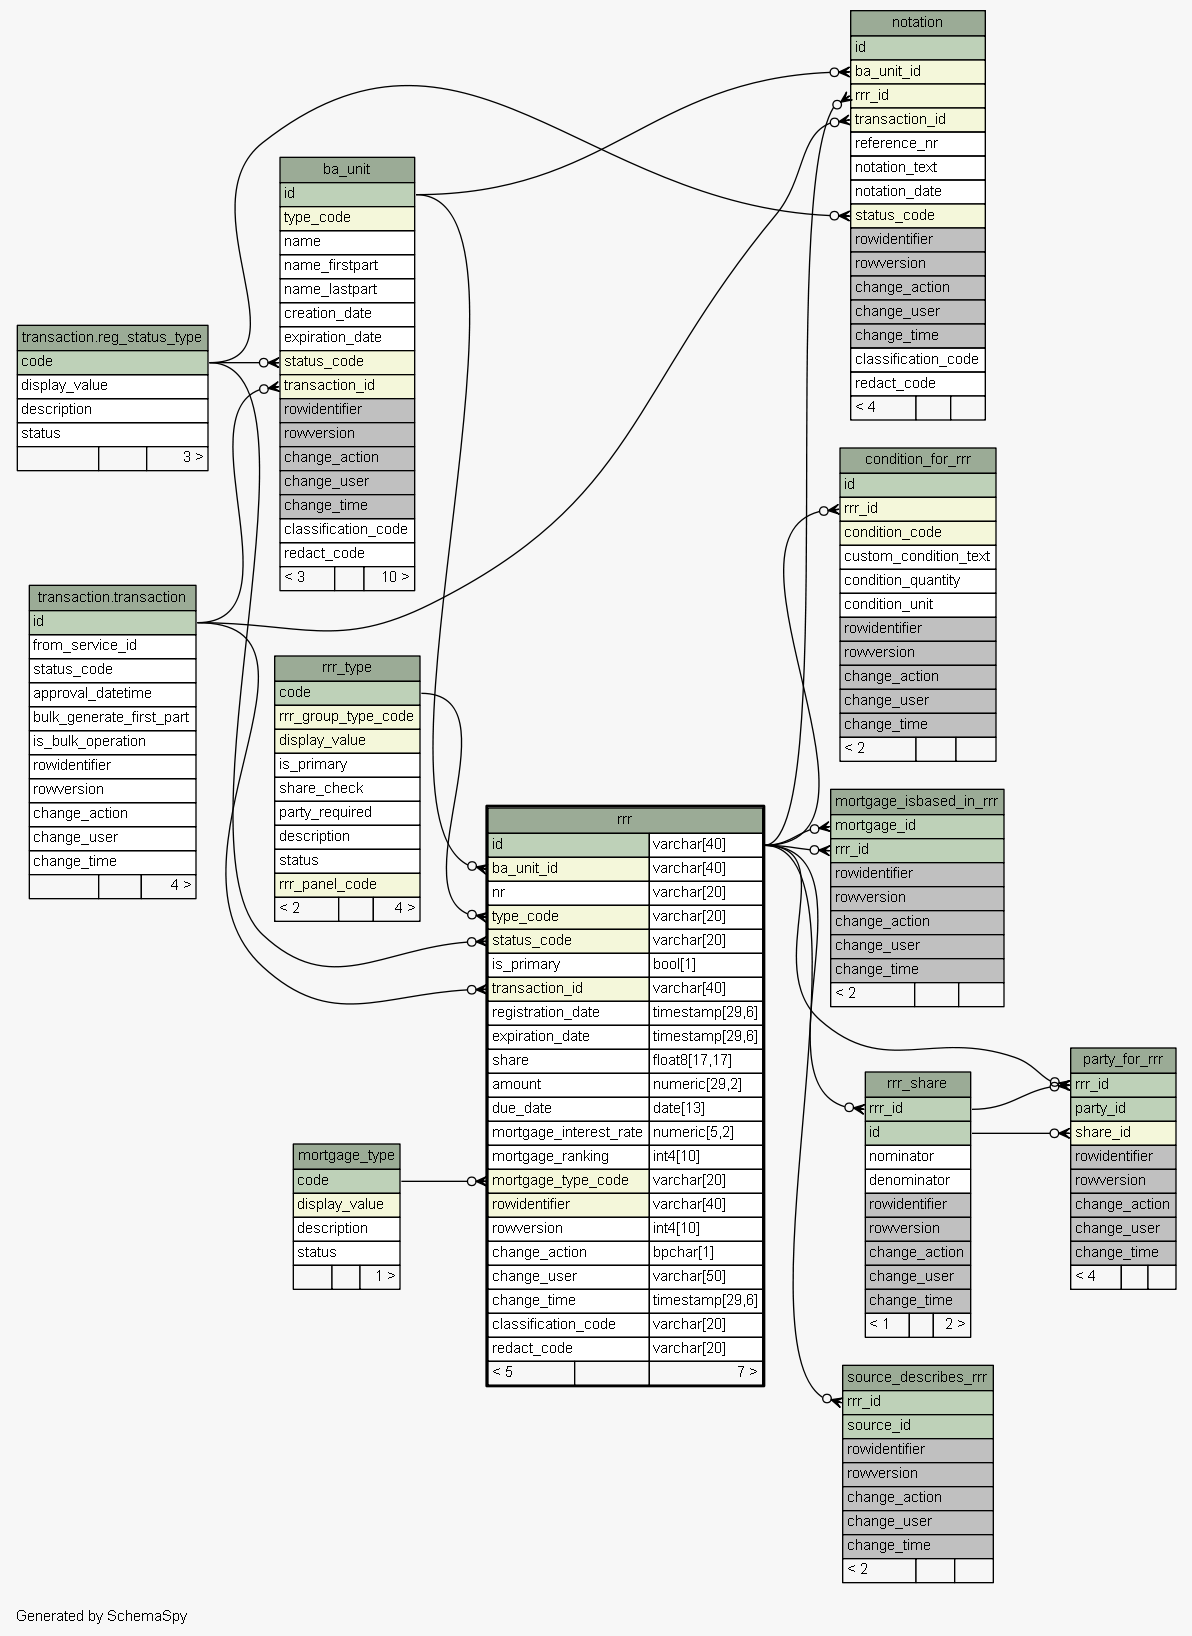 notation
id
ba_unit_id
rrr_id
transaction_id
reference_nr
notation_text
notation_date
status_code
rowidentifier
rowversion
change_action
change_user
change_time
classification_code
redact_code
< 4
ba_unit
id
type_code
name
name_firstpart
name_lastpart
creation_date
expiration_date
status_code
transaction_id
rowidentifier
rowversion
change_action
change_user
change_time
classification_code
redact_code
< 3 10 >
transaction.reg_status_type
code
display_value
description
status
3 >
condition_for_rrr
id
rrr_id
condition_code
custom_condition_text
condition_quantity
condition_unit
rowidentifier
rowversion
change_action
change_user
change_time
< 2
transaction.transaction
id
from_service_id
status_code
approval_datetime
bulk_generate_first_part
is_bulk_operation
rowidentifier
rowversion
change_action
change_user
change_time
4 >
rrr_type
code
rrr_group_type_code
display_value
is_primary
share_check
party_required
description
status
rrr_panel_code
< 2 4 >
mortgage_isbased_in_rrr
mortgage_id
rrr_id
rowidentifier
rowversion
change_action
change_user
change_time
< 2
rrr
id varchar[40]
ba_unit_id varchar[40]
nr varchar[20]
type_code varchar[20]
status_code varchar[20]
is_primary bool[1]
transaction_id varchar[40]
registration_date timestamp[29,6]
expiration_date timestamp[29,6]
share float8[17,17]
amount numeric[29,2]
due_date date[13]
mortgage_interest_rate numeric[5,2]
mortgage_ranking int4[10]
mortgage_type_code varchar[20]
rowidentifier varchar[40]
rowversion int4[10]
change_action bpchar[1]
change_user varchar[50]
change_time timestamp[29,6]
classification_code varchar[20]
redact_code varchar[20]
< 5 7 >
party_for_rrr
rrr_id
party_id
share_id
rowidentifier
rowversion
change_action
change_user
change_time
< 4
rrr_share
rrr_id
id
nominator
denominator
rowidentifier
rowversion
change_action
change_user
change_time
< 1 2 >
mortgage_type
code
display_value
description
status
1 >
source_describes_rrr
rrr_id
source_id
rowidentifier
rowversion
change_action
change_user
change_time
< 2
Generated by SchemaSpy